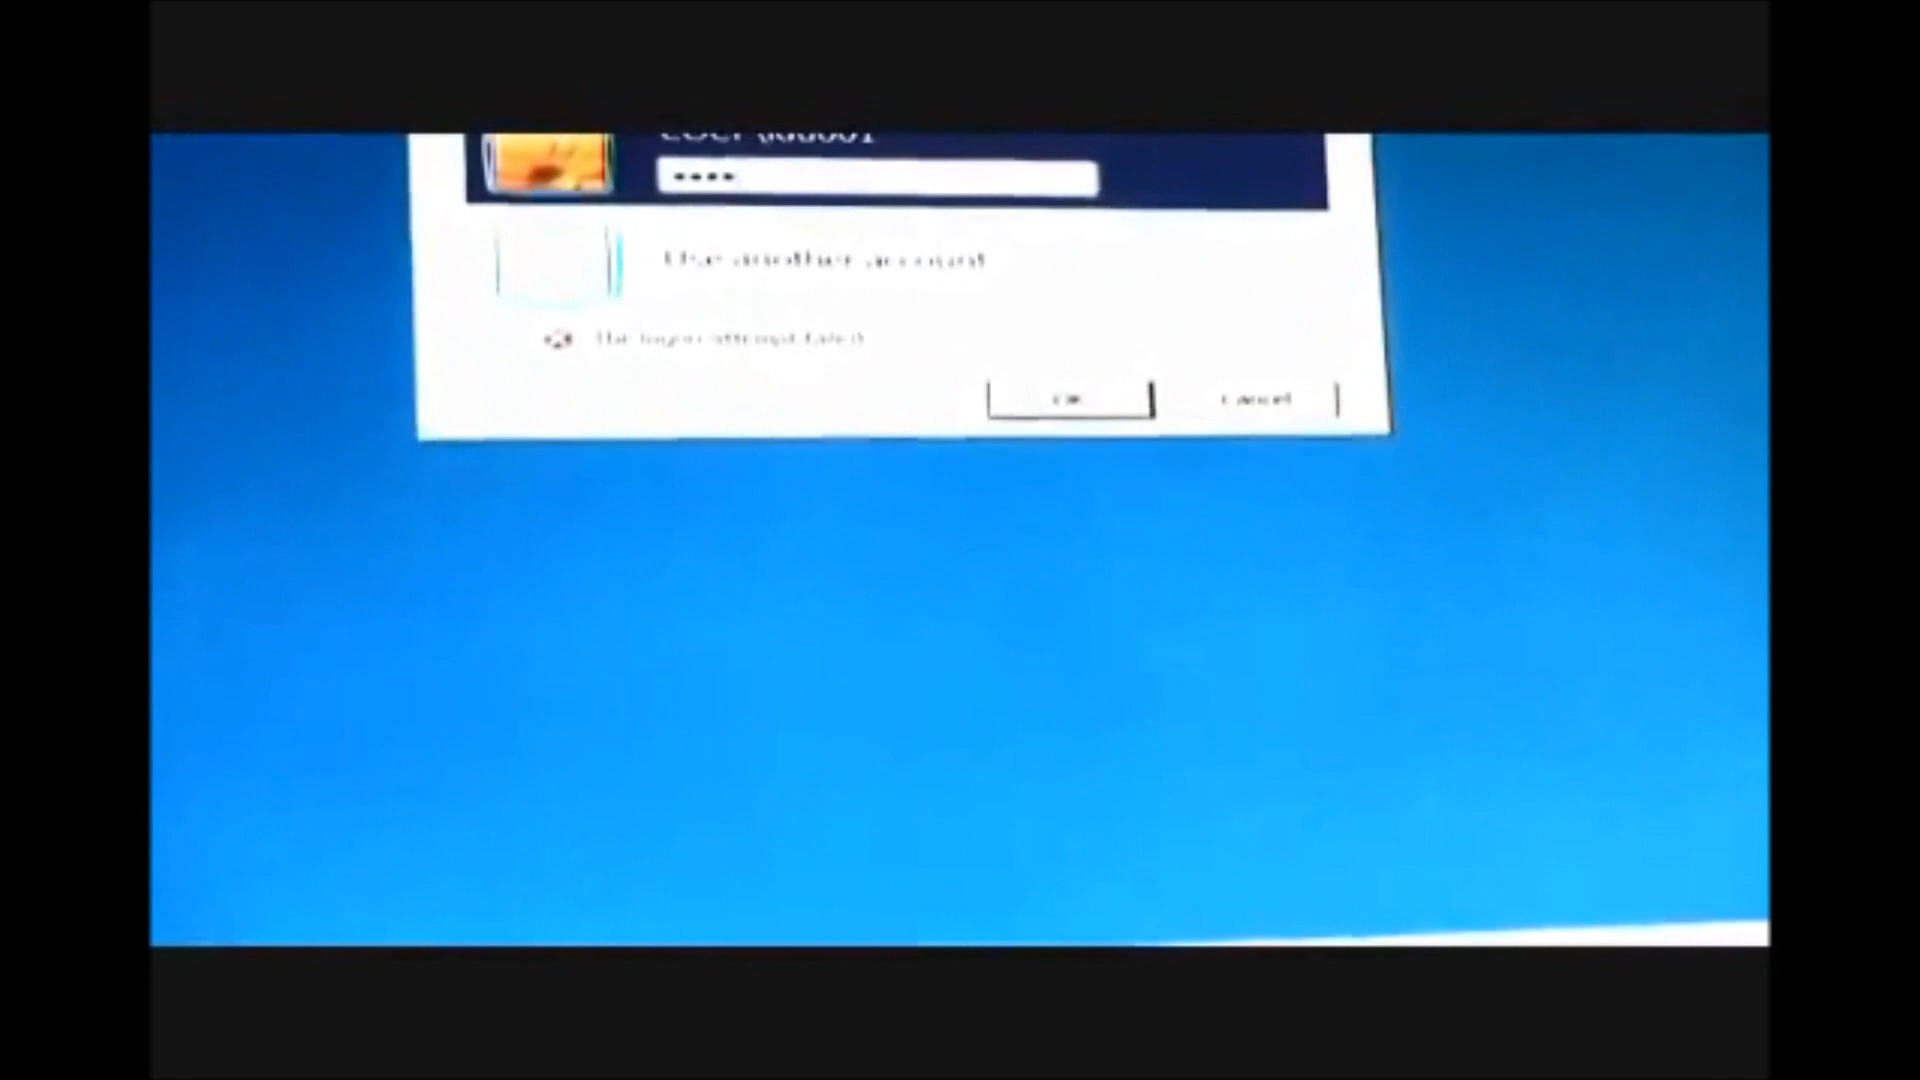 ••••
Use another account
The logon attempt failed
OK
Cancel